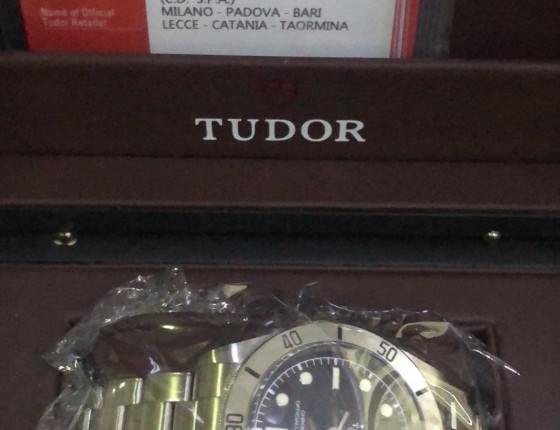 Name of Official
Tudor Retailer
(C.D. S.P.A.)
MILANO - PADOVA - BARI
LECCE - CATANIA - TAORMINA
TUDOR
40
50
30